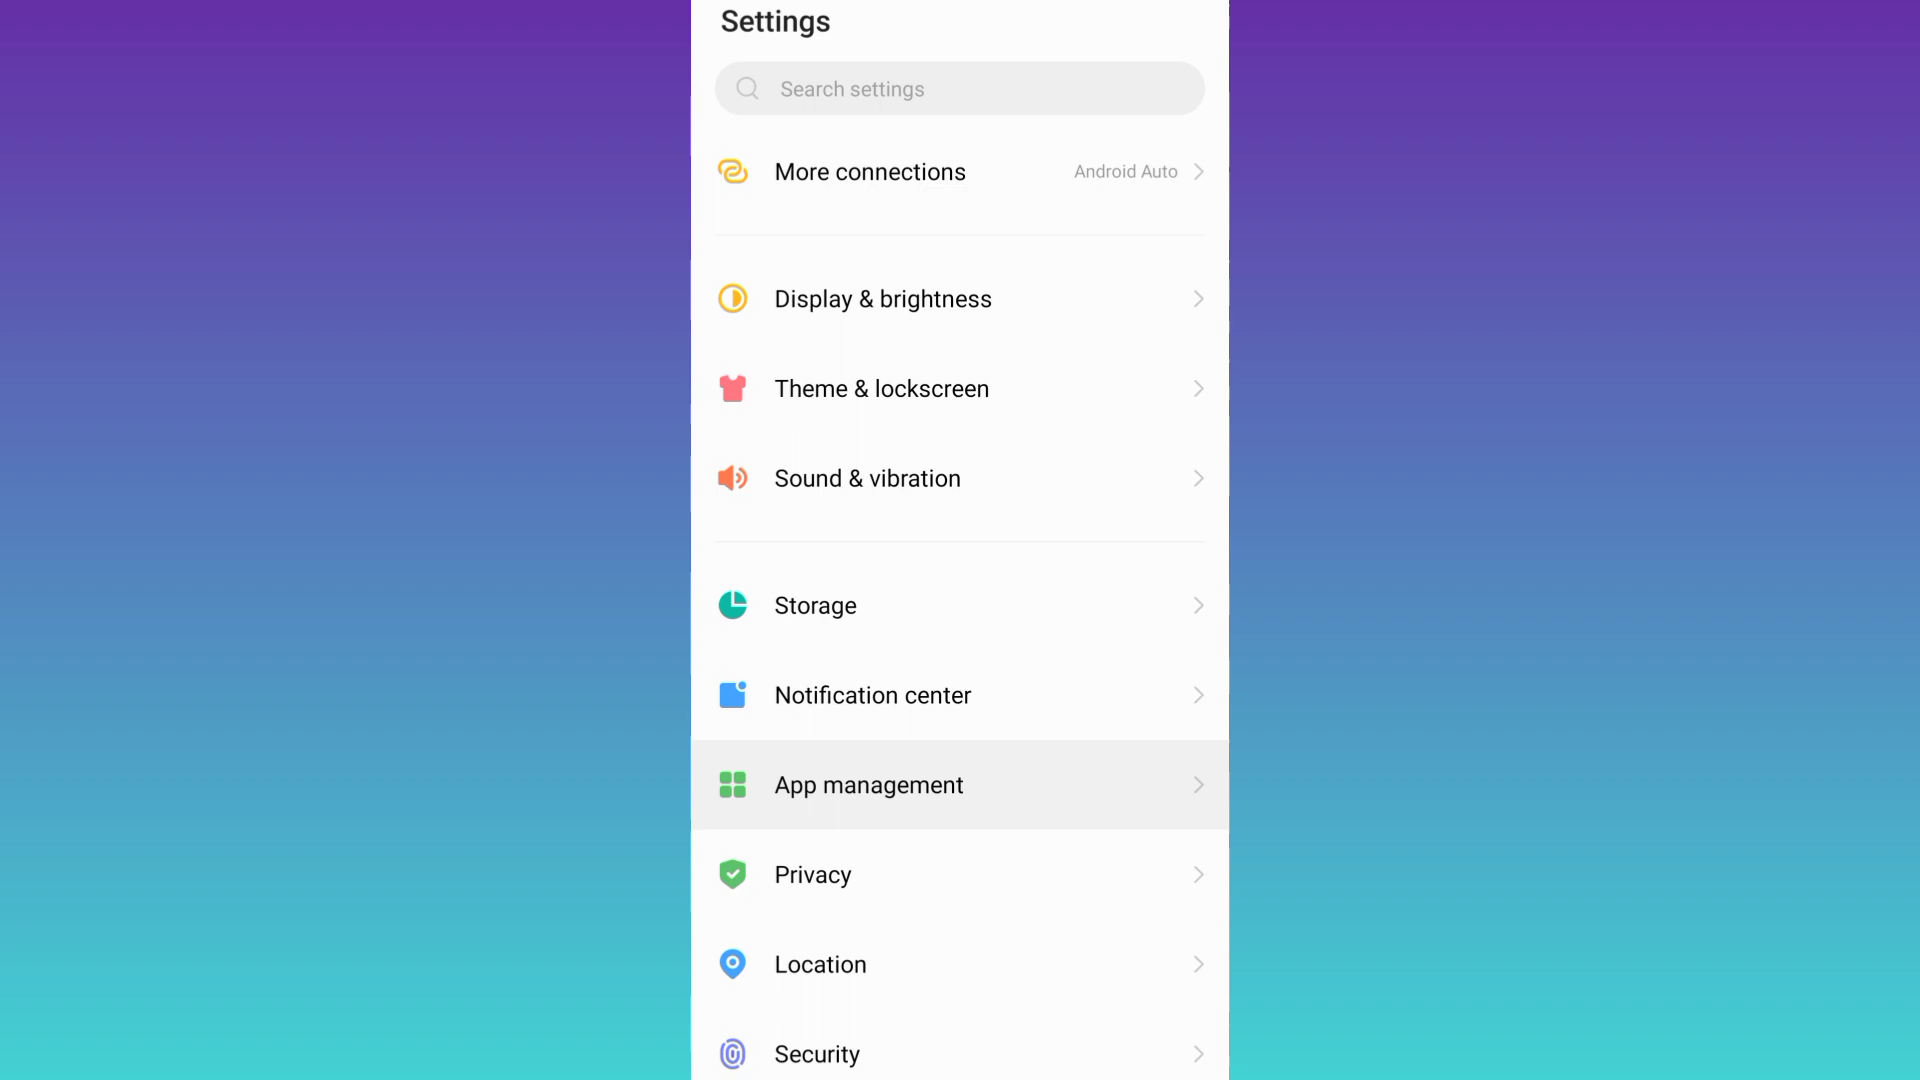 Settings
Search settings
More connections Android Auto
Display & brightness
Theme & lockscreen
Sound & vibration
Storage
Notification center
App management
Privacy
Location
Security